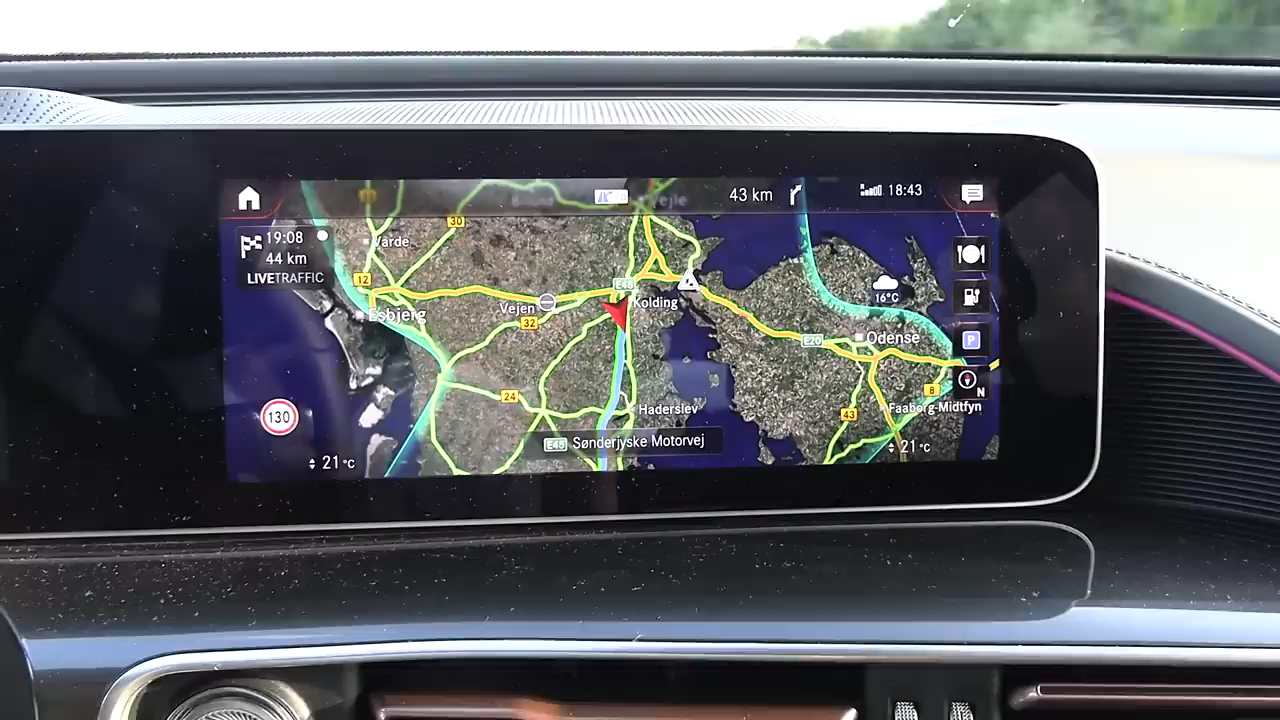 43 km
18:43
19:08
44 km
LIVETRAFFIC
Varde
30
12
Esbjerg
Vejen
32
E45
Kolding
16°C
E20
Odense
P
N
8
Faaborg-Midtfyn
43
24
Haderslev
130
E45 Sønderjyske Motorvej
21°C
21°C